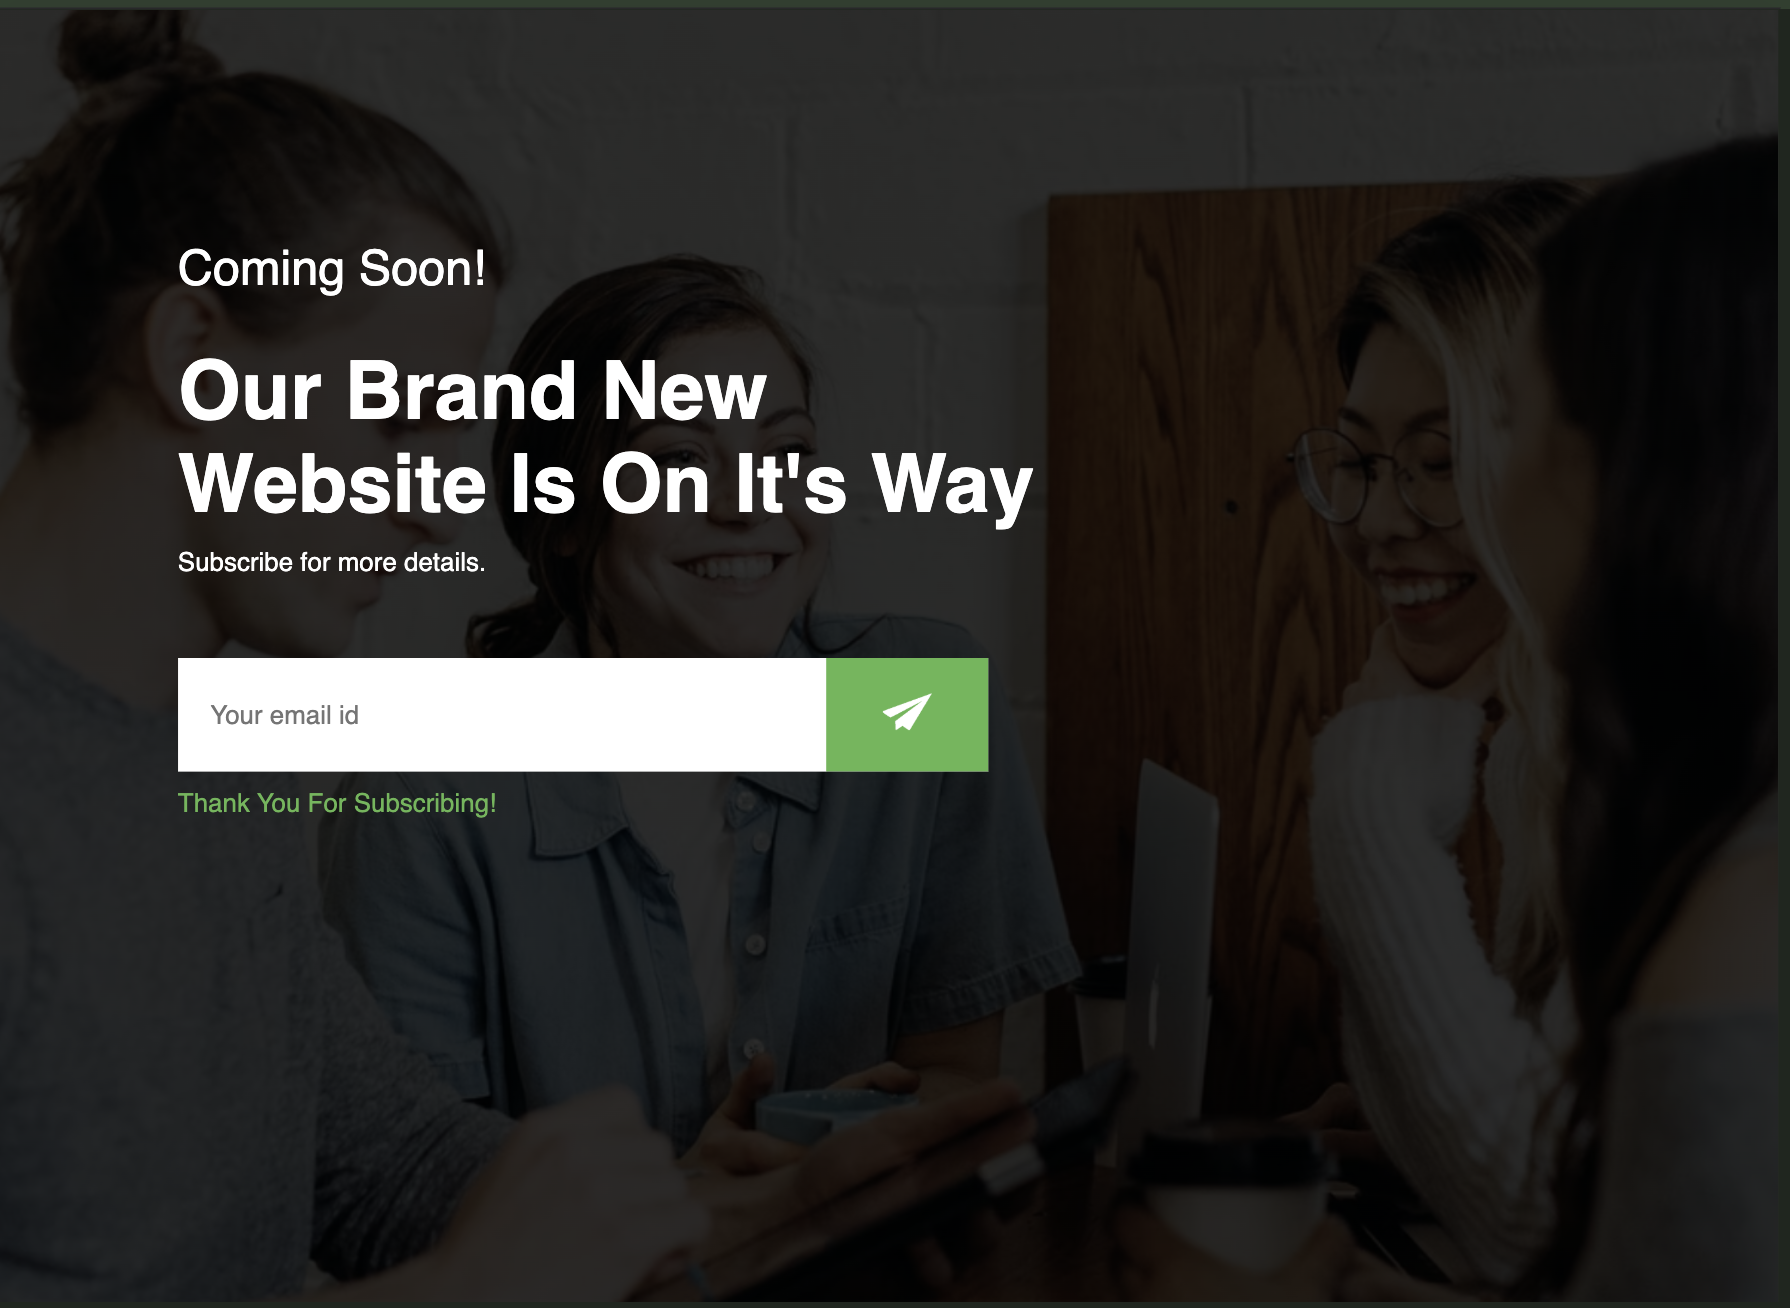 Coming Soon!
Our Brand New
Website Is On It's Way
Subscribe for more details.
Your email id
Thank You For Subscribing!